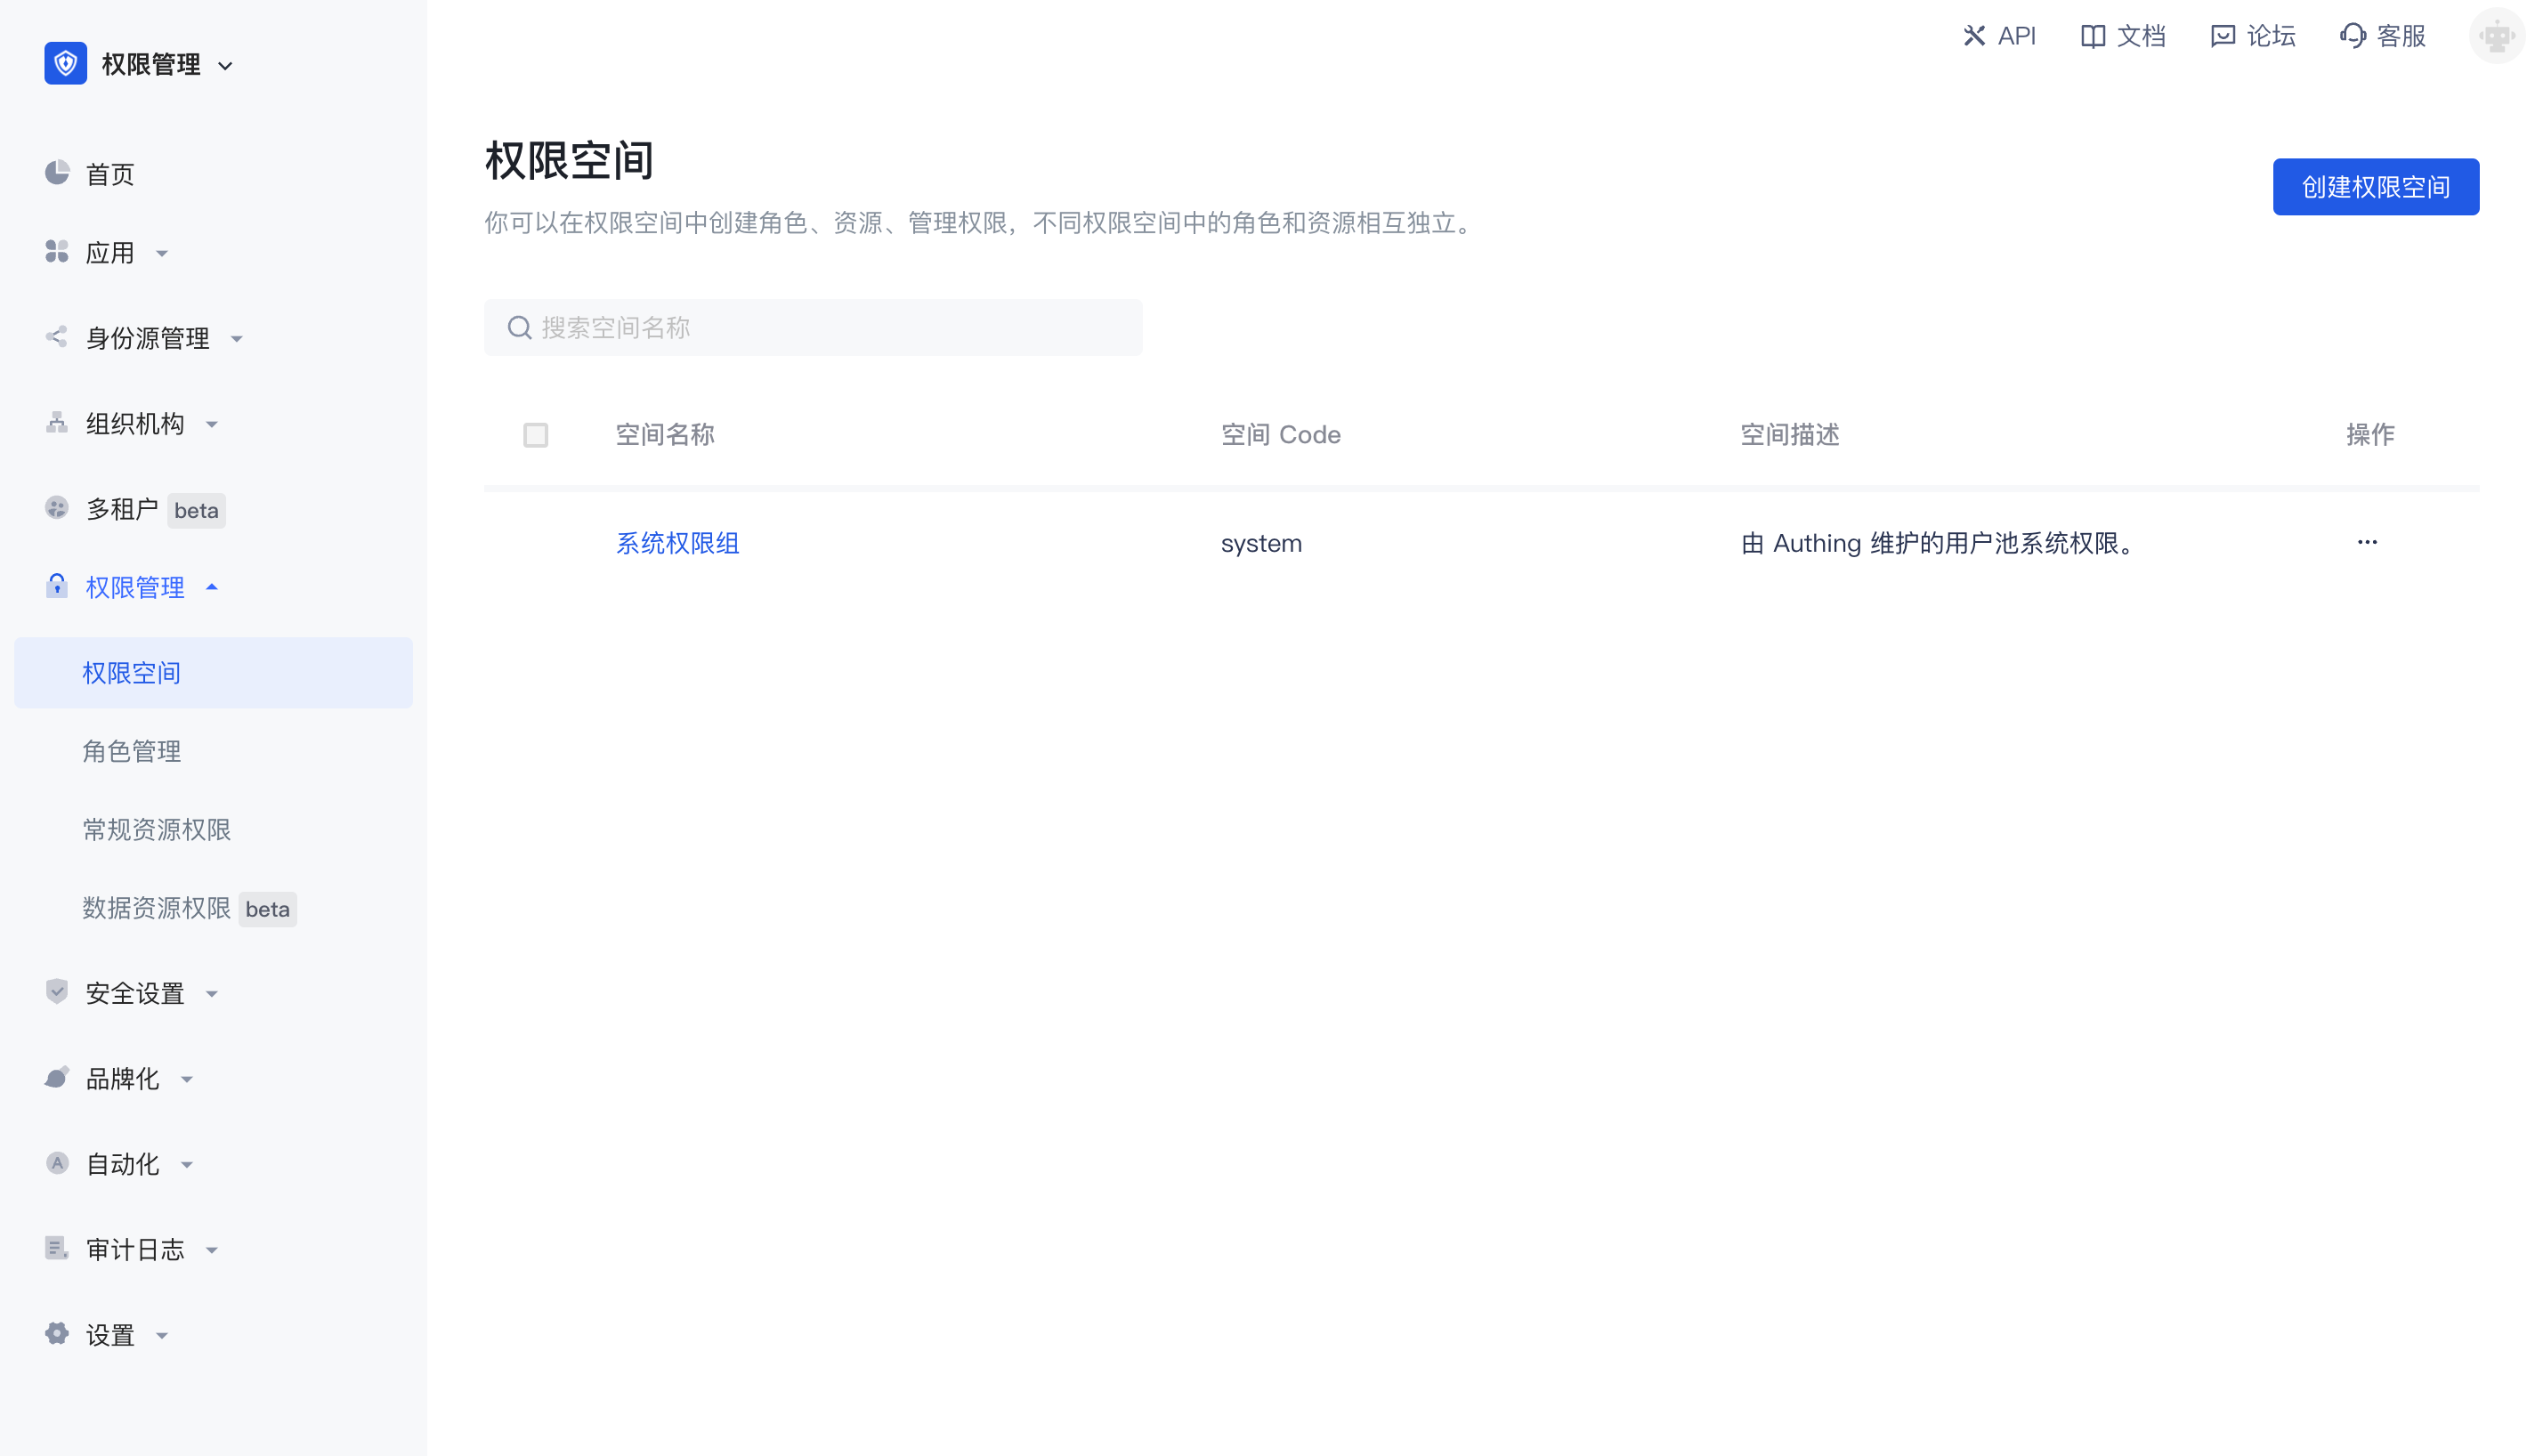 权限管理
API 文档 论坛 客服
首页
应用
身份源管理
组织机构
多租户 beta
权限管理
权限空间
角色管理
常规资源权限
数据资源权限 beta
安全设置
品牌化
自动化
审计日志
设置
权限空间
创建权限空间
你可以在权限空间中创建角色、资源、管理权限，不同权限空间中的角色和资源相互独立。
搜索空间名称
空间名称 空间 Code 空间描述 操作
系统权限组 system 由 Authing 维护的用户池系统权限。 ···